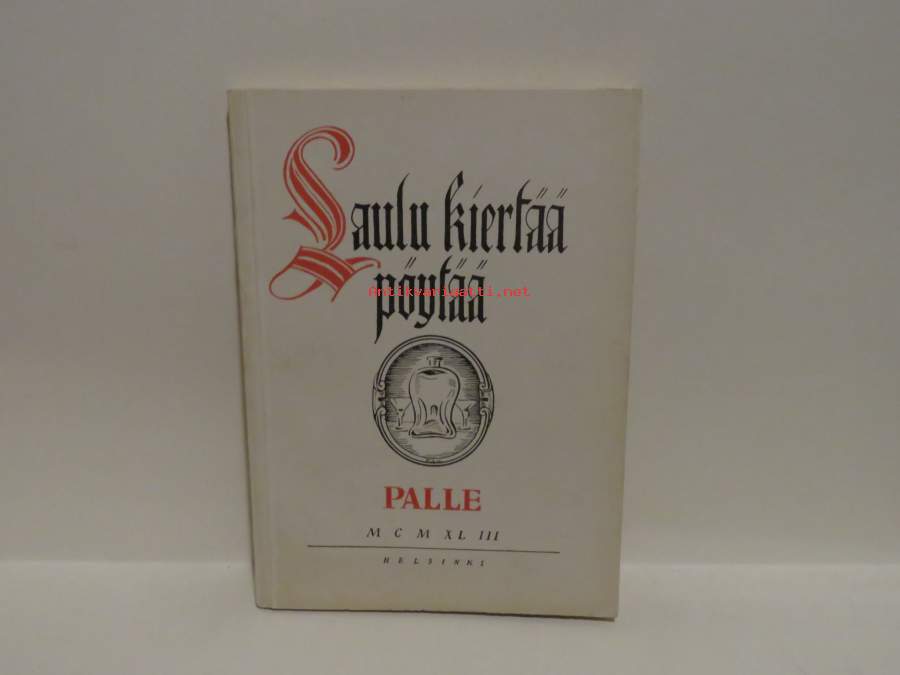 Laulu kiertää
pöytää
Antikvariaatti.net
PALLE
M C M XL III
HELSINKI